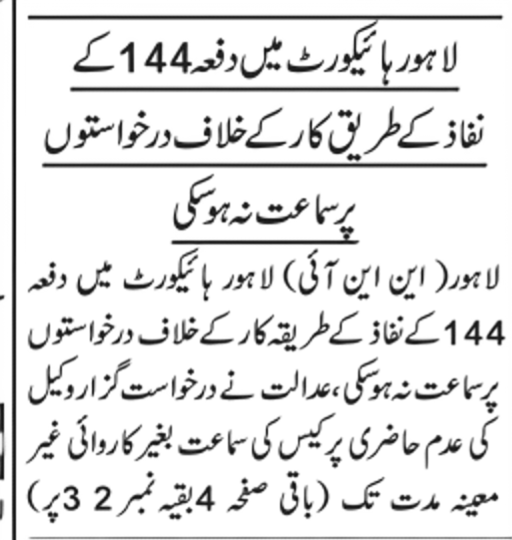 لاہور ہائیکورٹ میں دفعہ 144 کے
نفاذ کے طریق کار کے خلاف درخواستوں
پر سماعت نہ ہوسکی
لاہور( این این آئی) لاہور ہائیکورٹ میں دفعہ
144 کے نفاذ کے طریقہ کار کے خلاف درخواستوں
پر سماعت نہ ہوسکی، عدالت نے درخواست گزار وکیل
کی عدم حاضری پر کیس کی سماعت بغیر کاروائی غیر
معینہ مدت تک (باقی صفحہ 4 بقیہ نمبر 2 3 پر)